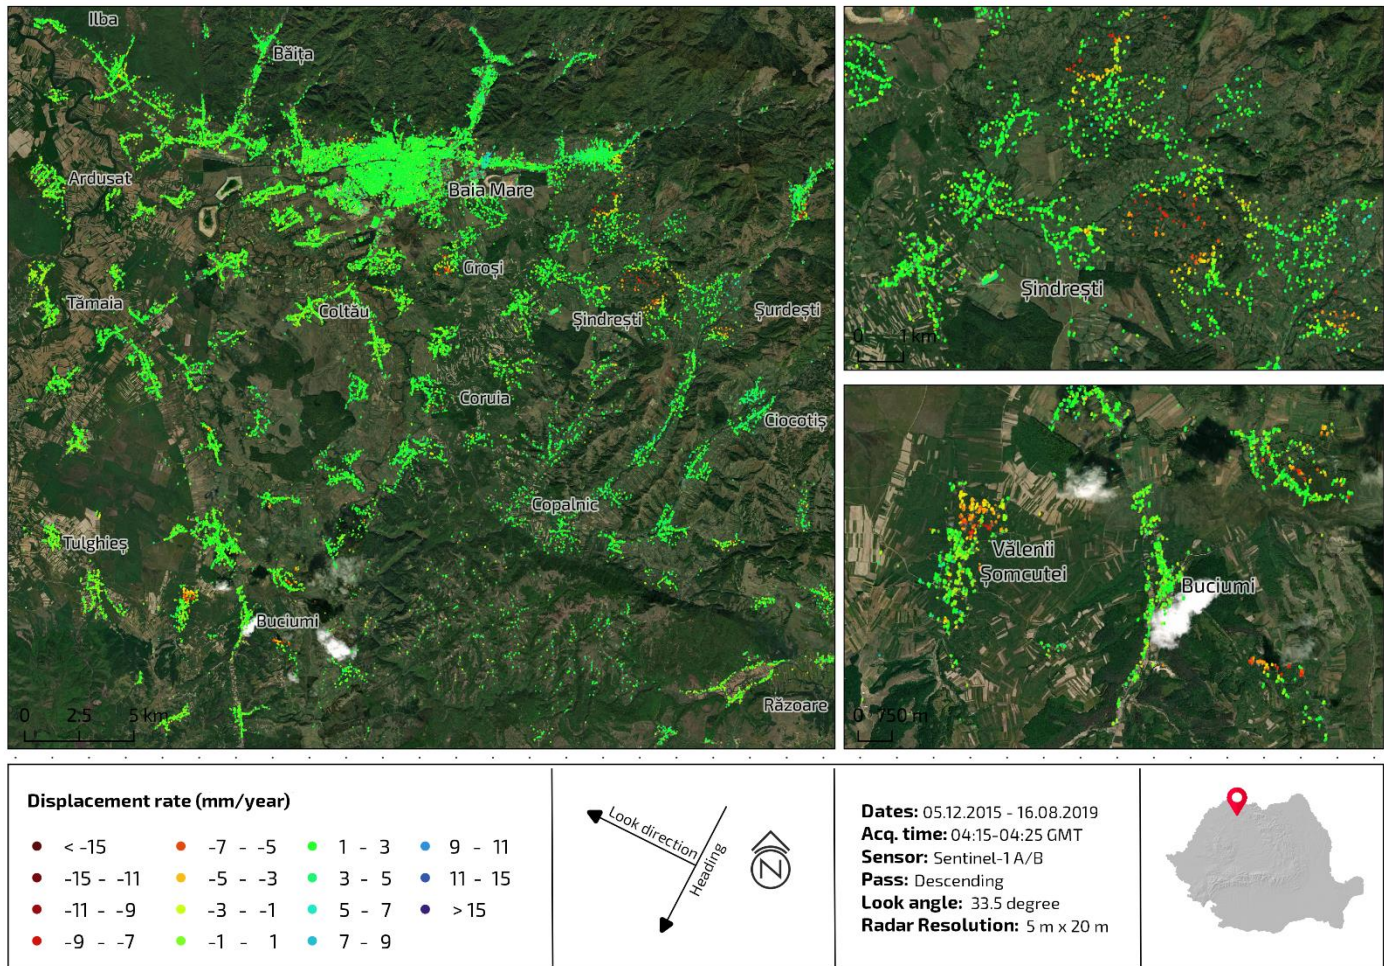 Ilba
Băița
Ardusat
Baia Mare
Groși
Tămaia
Coltău
Șindrești
Șurdești
Coruia
Ciocotiș
Copalnic
Tulghieș
Buciumi
Răzoare
0 2.5 5 km
Șindrești
0 1 km
Vălenii
Șomcutei
Buciumi
0 750 m
Displacement rate (mm/year)
< -15
-15 - -11
-11 - -9
-9 - -7
-7 - -5
-5 - -3
-3 - -1
-1 - 1
1 - 3
3 - 5
5 - 7
7 - 9
9 - 11
11 - 15
> 15
Look direction
Heading
N
Dates: 05.12.2015 - 16.08.2019
Acq. time: 04:15-04:25 GMT
Sensor: Sentinel-1 A/B
Pass: Descending
Look angle: 33.5 degree
Radar Resolution: 5 m x 20 m